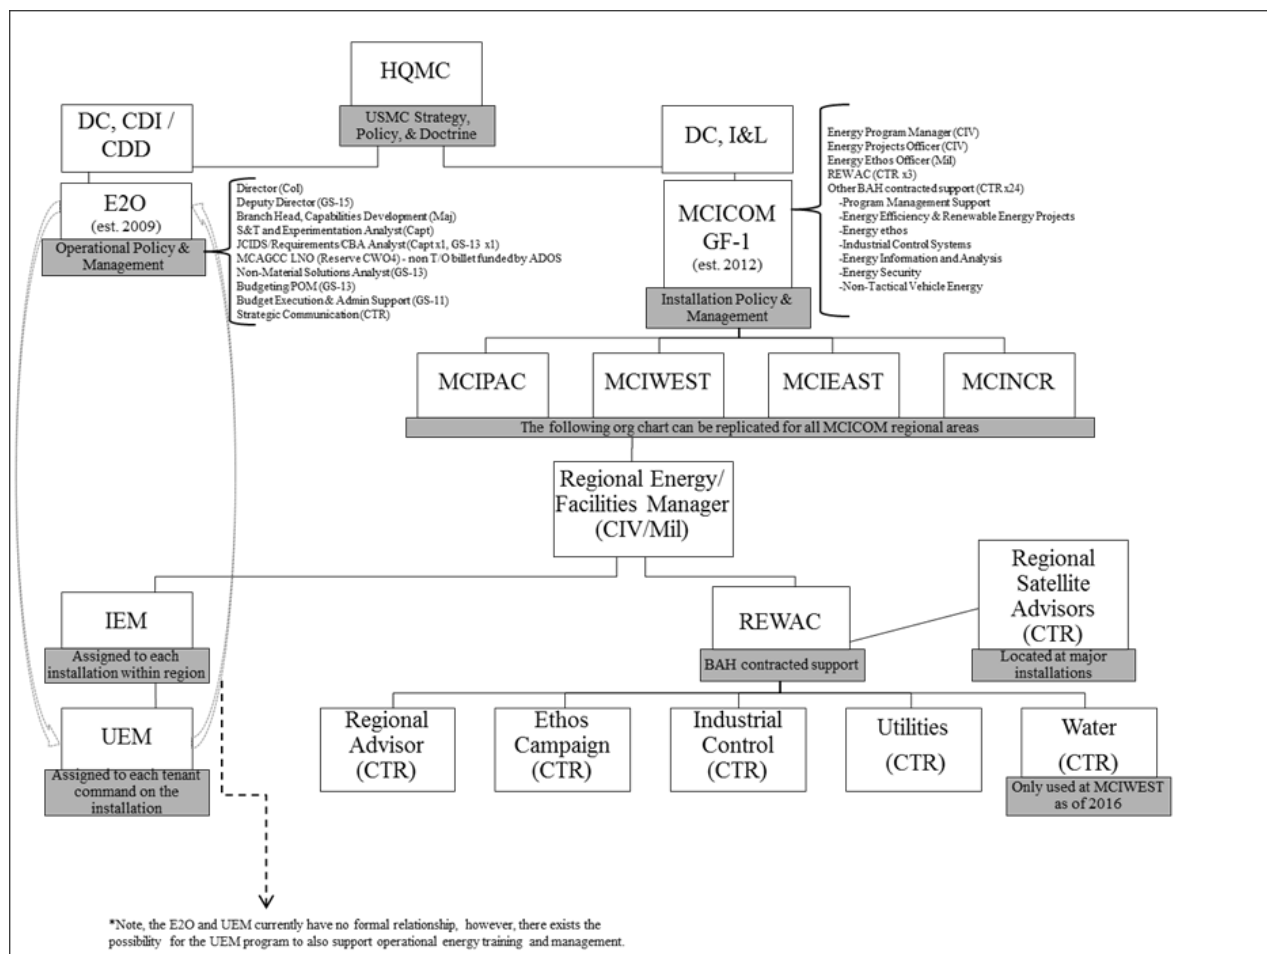 HQMC
USMC Strategy,
Policy, & Doctrine
DC, CDI /
CDD
E2O
(est. 2009)
Operational Policy &
Management
Director (Col)
Deputy Director (GS-15)
Branch Head, Capabilities Development (Maj)
S&T and Experimentation Analyst (Capt)
JCIDS/Requirements/CBA Analyst (Capt x1, GS-13 x1)
MCAGCC LNO (Reserve CWO4) - non T/O billet funded by ADOS
Non-Material Solutions Analyst (GS-13)
Budgeting/POM (GS-13)
Budget Execution & Admin Support (GS-11)
Strategic Communication (CTR)
DC, I&L
MCICOM
GF-1
(est. 2012)
Installation Policy &
Management
Energy Program Manager (CIV)
Energy Projects Officer (CIV)
Energy Ethos Officer (Mil)
REWAC (CTR x3)
Other BAH contracted support (CTR x24)
-Program Management Support
-Energy Efficiency & Renewable Energy Projects
-Energy ethos
-Industrial Control Systems
-Energy Information and Analysis
-Energy Security
-Non-Tactical Vehicle Energy
MCIPAC
MCIWEST
MCIEAST
MCINCR
The following org chart can be replicated for all MCICOM regional areas
Regional Energy/
Facilities Manager
(CIV/Mil)
IEM
Assigned to each
installation within region
UEM
Assigned to each tenant
command on the
installation
REWAC
BAH contracted support
Regional
Satellite
Advisors
(CTR)
Located at major
installations
Regional
Advisor
(CTR)
Ethos
Campaign
(CTR)
Industrial
Control
(CTR)
Utilities
(CTR)
Water
(CTR)
Only used at MCIWEST
as of 2016
*Note, the E2O and UEM currently have no formal relationship, however, there exists the
possibility for the UEM program to also support operational energy training and management.